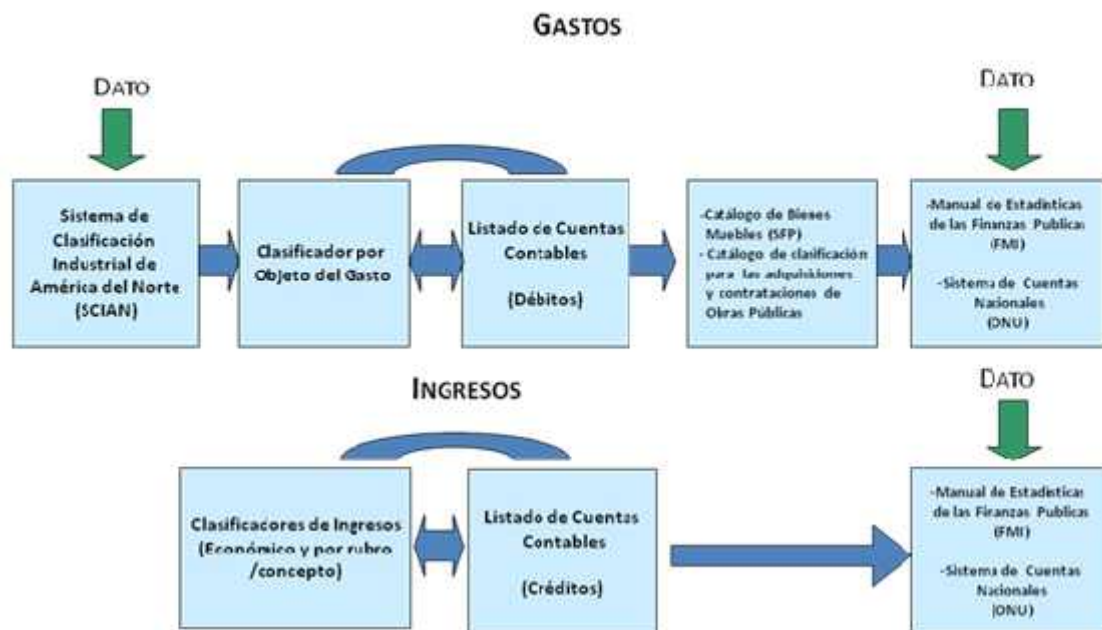 GASTOS
DATO
DATO
Sistema de
Clasificación
Industrial de
América del Norte
(SCIAN)
Clasificador por
Objeto del Gasto
Listado de Cuentas
Contables
(Débitos)
-Catálogo de Bienes
Muebles (SFP)
- Catálogo de clasificación
para las adquisiciones
y contrataciones de
Obras Públicas
-Manual de Estadísticas
de las Finanzas Publicas
(FMI)
-Sistema de Cuentas
Nacionales
(ONU)
INGRESOS
DATO
Clasificadores de Ingresos
(Económico y por rubro
/concepto)
Listado de Cuentas
Contables
(Créditos)
-Manual de Estadísticas
de las Finanzas Publicas
(FMI)
-Sistema de Cuentas
Nacionales
(ONU)